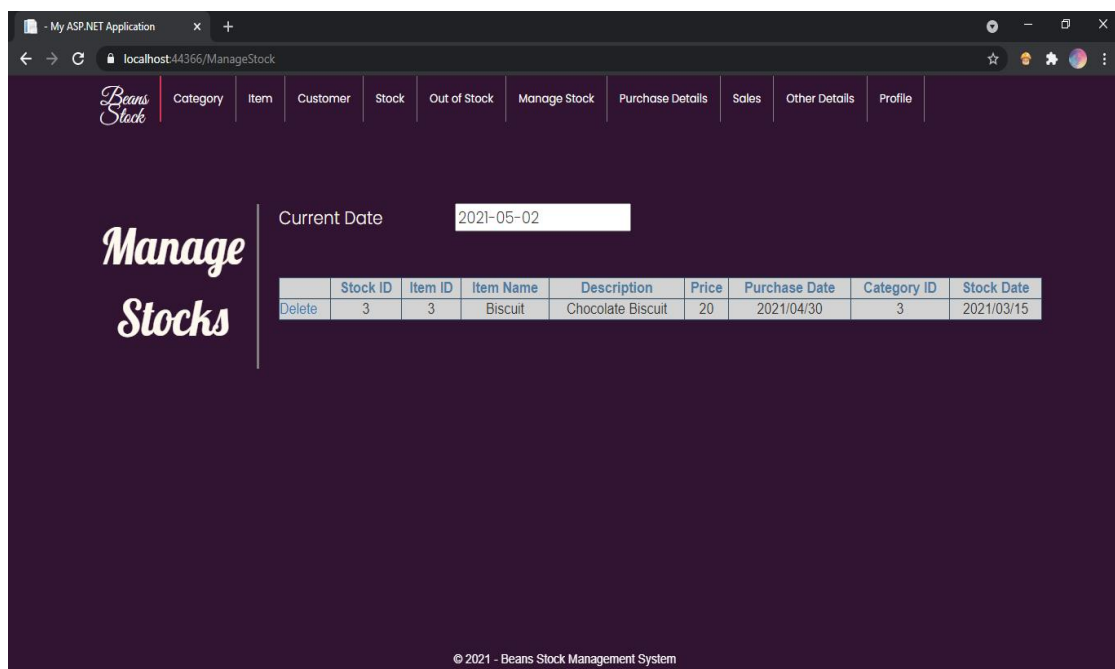 - My ASP.NET Application
localhost:44366/ManageStock
Beans Stock
Category Item Customer Stock Out of Stock Manage Stock Purchase Details Sales Other Details Profile
Manage
Stocks
Current Date 2021-05-02
Stock ID Item ID Item Name Description Price Purchase Date Category ID Stock Date
Delete 3 3 Biscuit Chocolate Biscuit 20 2021/04/30 3 2021/03/15
© 2021 - Beans Stock Management System